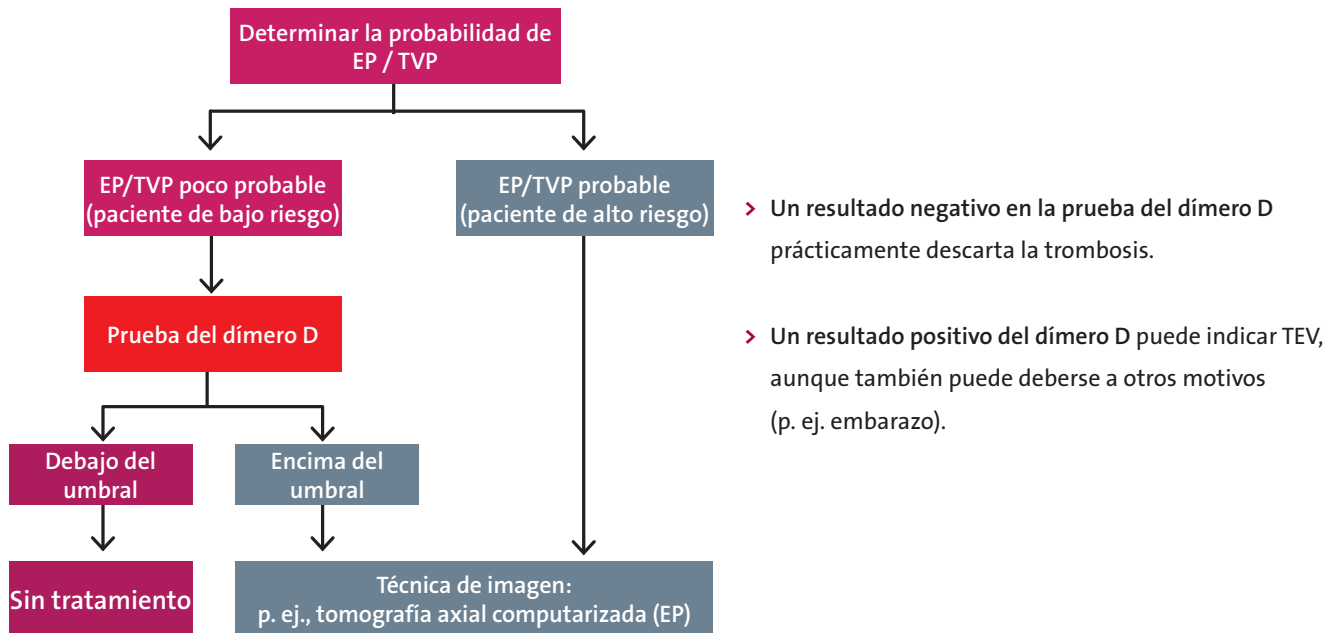 Determinar la probabilidad de
EP / TVP
EP/TVP poco probable
(paciente de bajo riesgo)
EP/TVP probable
(paciente de alto riesgo)
Prueba del dímero D
Debajo del
umbral
Encima del
umbral
Sin tratamiento
Técnica de imagen:
p. ej., tomografía axial computarizada (EP)
> Un resultado negativo en la prueba del dímero D
prácticamente descarta la trombosis.
> Un resultado positivo del dímero D puede indicar TEV,
aunque también puede deberse a otros motivos
(p. ej. embarazo).